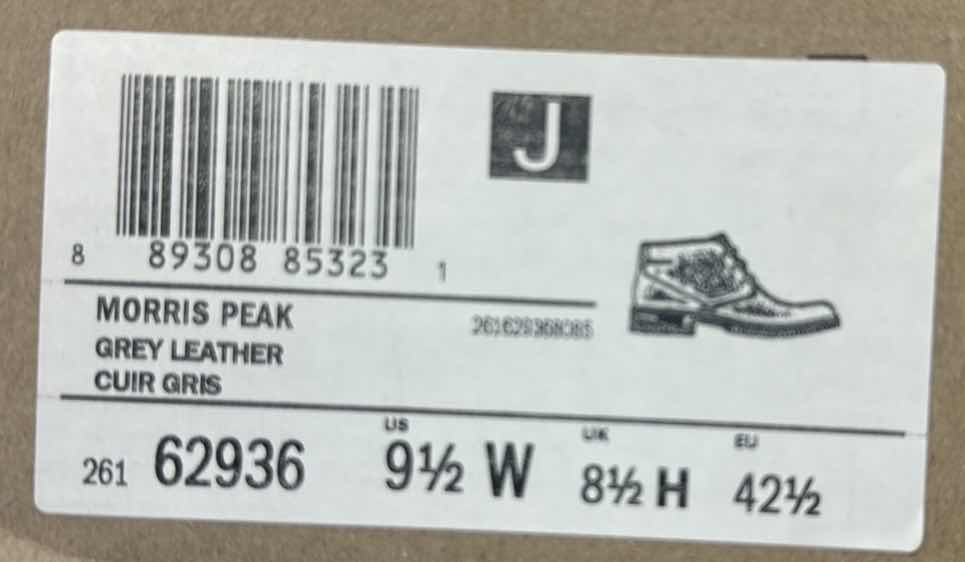 J
8 89308 85323 1
MORRIS PEAK
GREY LEATHER
CUIR GRIS
US UK EU
261 62936 9½ W 8½ H 42½